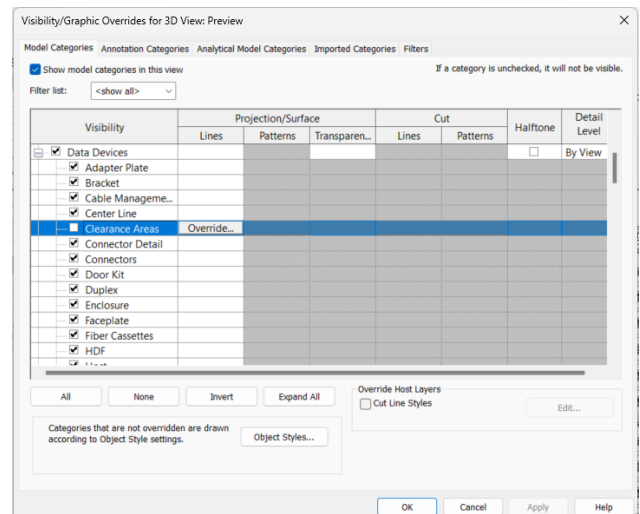 Visibility/Graphic Overrides for 3D View: Preview
Model Categories Annotation Categories Analytical Model Categories Imported Categories Filters
Show model categories in this view
If a category is unchecked, it will not be visible.
Filter list: <show all>
Visibility Projection/Surface Cut Halftone Detail Level
Lines Patterns Transparen... Lines Patterns
Data Devices By View
Adapter Plate
Bracket
Cable Manageme...
Center Line
Clearance Areas Override...
Connector Detail
Connectors
Door Kit
Duplex
Enclosure
Faceplate
Fiber Cassettes
HDF
All None Invert Expand All
Override Host Layers
Cut Line Styles
Edit...
Categories that are not overridden are drawn
according to Object Style settings.
Object Styles...
OK Cancel Apply Help